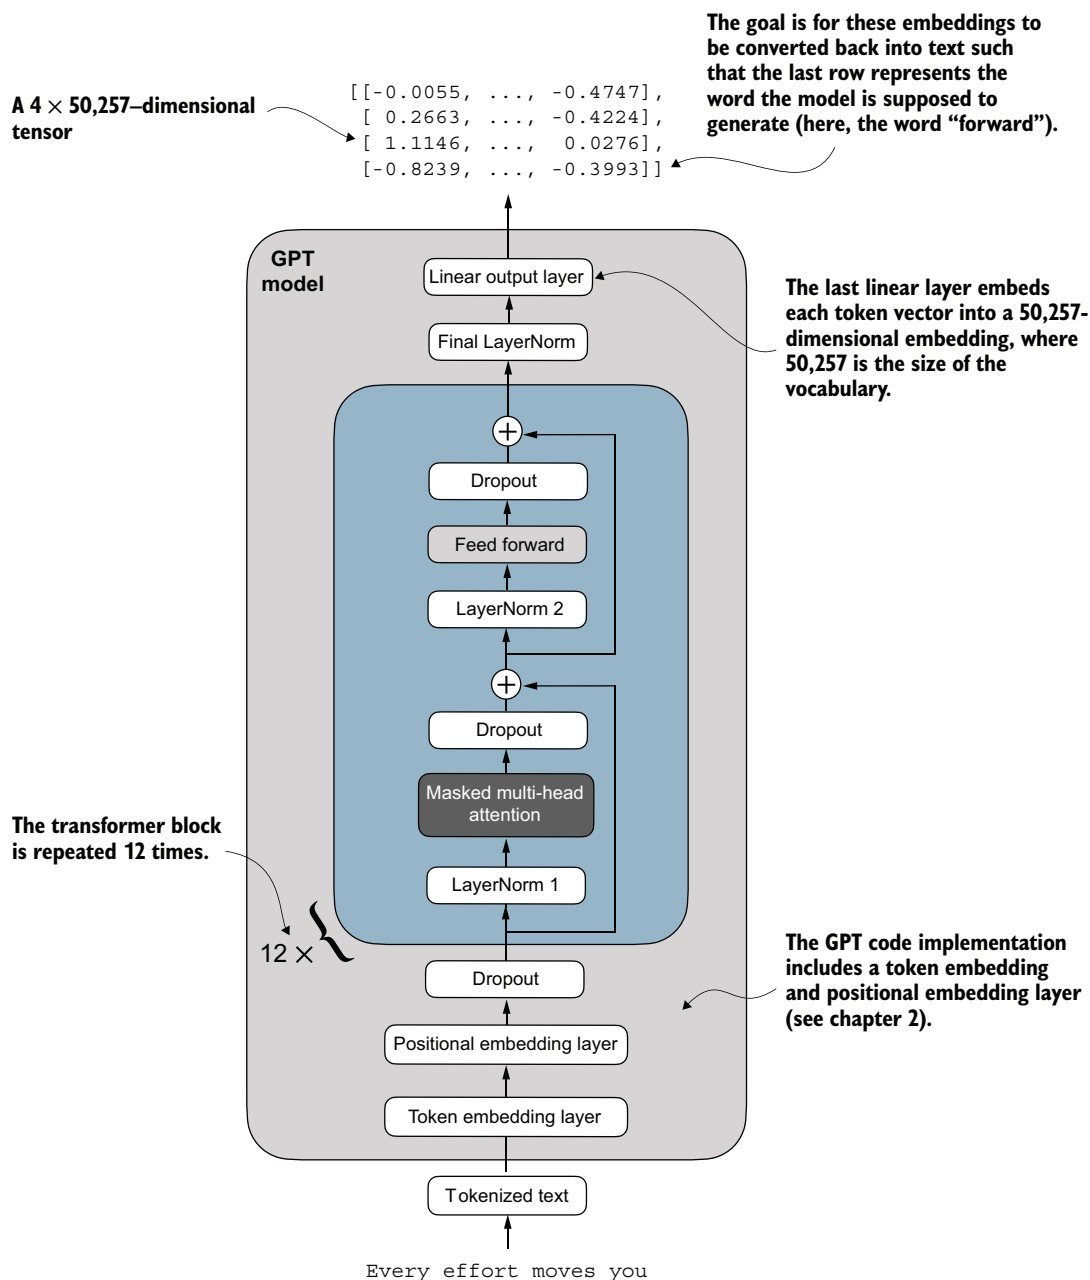 The goal is for these embeddings to
be converted back into text such
that the last row represents the
word the model is supposed to
generate (here, the word “forward”).
A 4 × 50,257–dimensional
tensor
[[-0.0055, ..., -0.4747],
[ 0.2663, ..., -0.4224],
[ 1.1146, ..., 0.0276],
[-0.8239, ..., -0.3993]]
GPT
model
Linear output layer
The last linear layer embeds
each token vector into a 50,257-
dimensional embedding, where
50,257 is the size of the
vocabulary.
Final LayerNorm
+
Dropout
Feed forward
LayerNorm 2
+
Dropout
Masked multi-head
attention
The transformer block
is repeated 12 times.
LayerNorm 1
12 × {
Dropout
The GPT code implementation
includes a token embedding
and positional embedding layer
(see chapter 2).
Positional embedding layer
Token embedding layer
Tokenized text
Every effort moves you